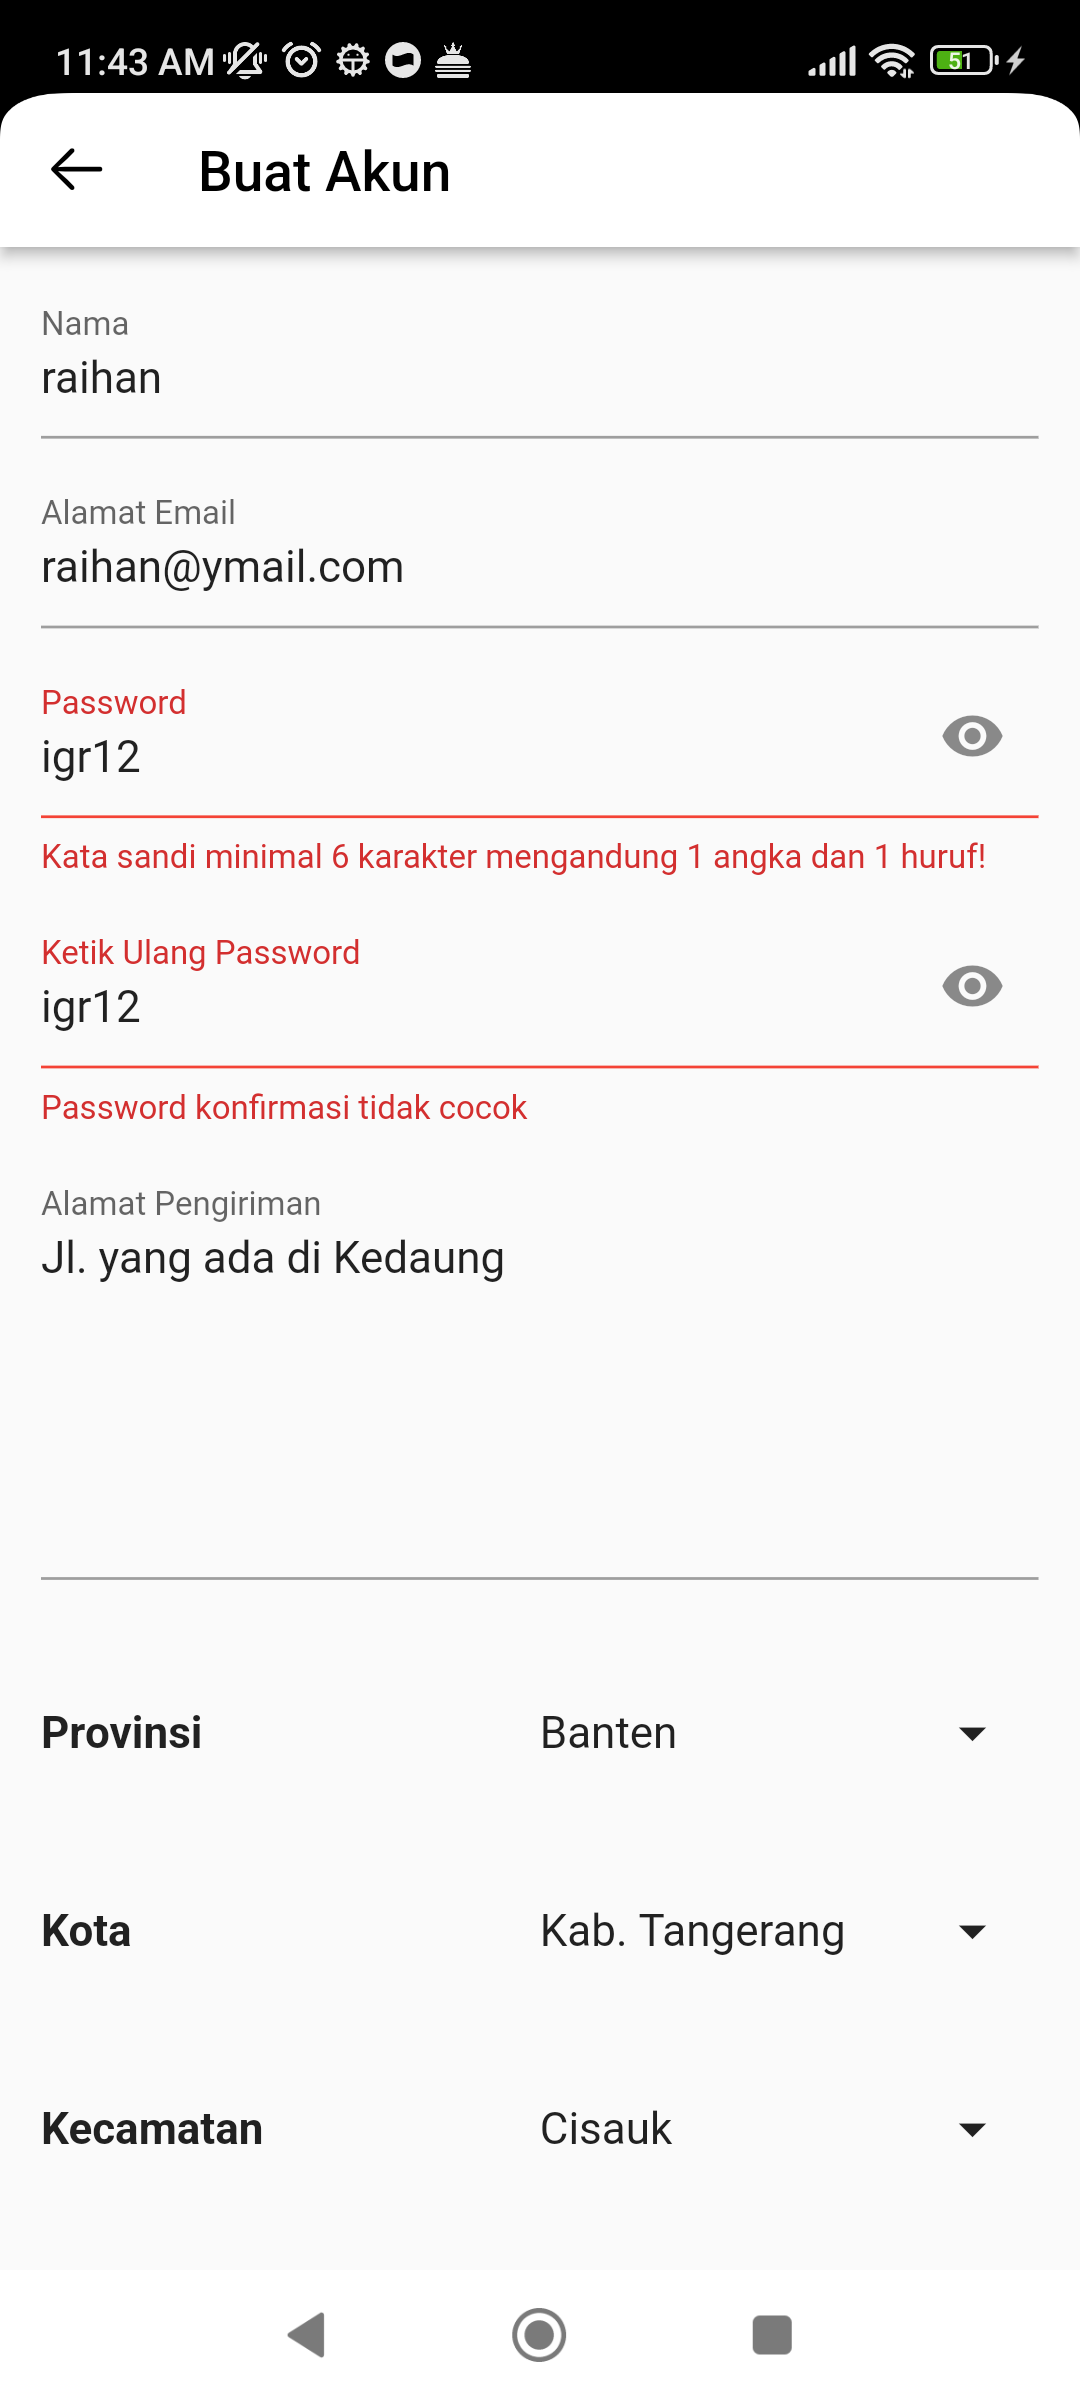 11:43 AM
51
Buat Akun
Nama
raihan
Alamat Email
raihan@ymail.com
Password
igr12
Kata sandi minimal 6 karakter mengandung 1 angka dan 1 huruf!
Ketik Ulang Password
igr12
Password konfirmasi tidak cocok
Alamat Pengiriman
Jl. yang ada di Kedaung
Provinsi Banten
Kota Kab. Tangerang
Kecamatan Cisauk